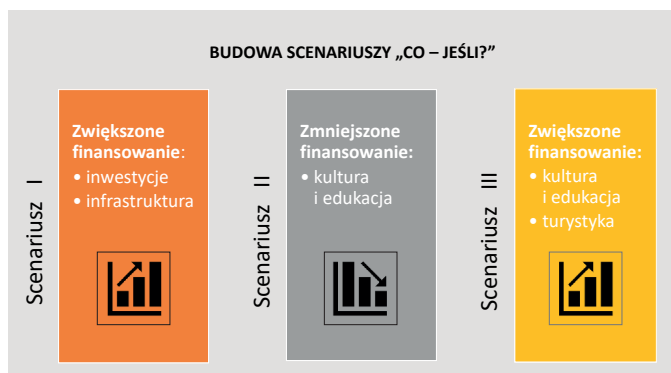 BUDOWA SCENARIUSZY „CO – JEŚLI?”
Scenariusz I
Zwiększone
finansowanie:
• inwestycje
• infrastruktura
Scenariusz II
Zmniejszone
finansowanie:
• kultura
i edukacja
Scenariusz III
Zwiększone
finansowanie:
• kultura
i edukacja
• turystyka